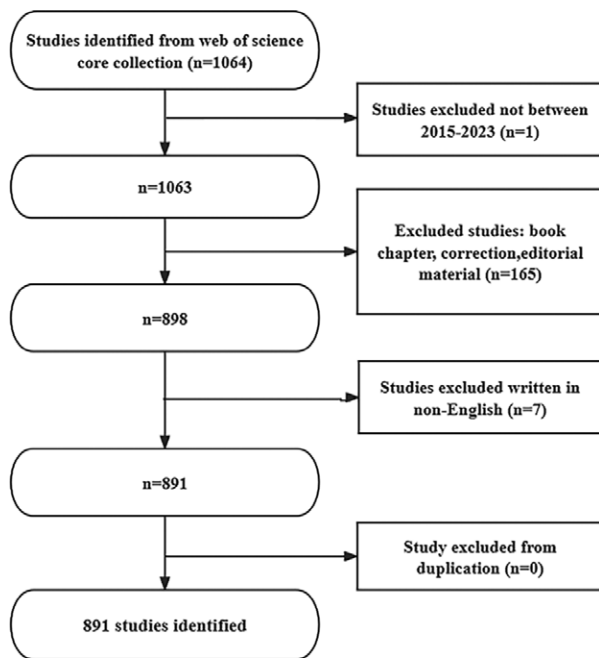 Studies identified from web of science
core collection (n=1064)
Studies excluded not between
2015-2023 (n=1)
n=1063
Excluded studies: book
chapter, correction,editorial
material (n=165)
n=898
Studies excluded written in
non-English (n=7)
n=891
Study excluded from
duplication (n=0)
891 studies identified